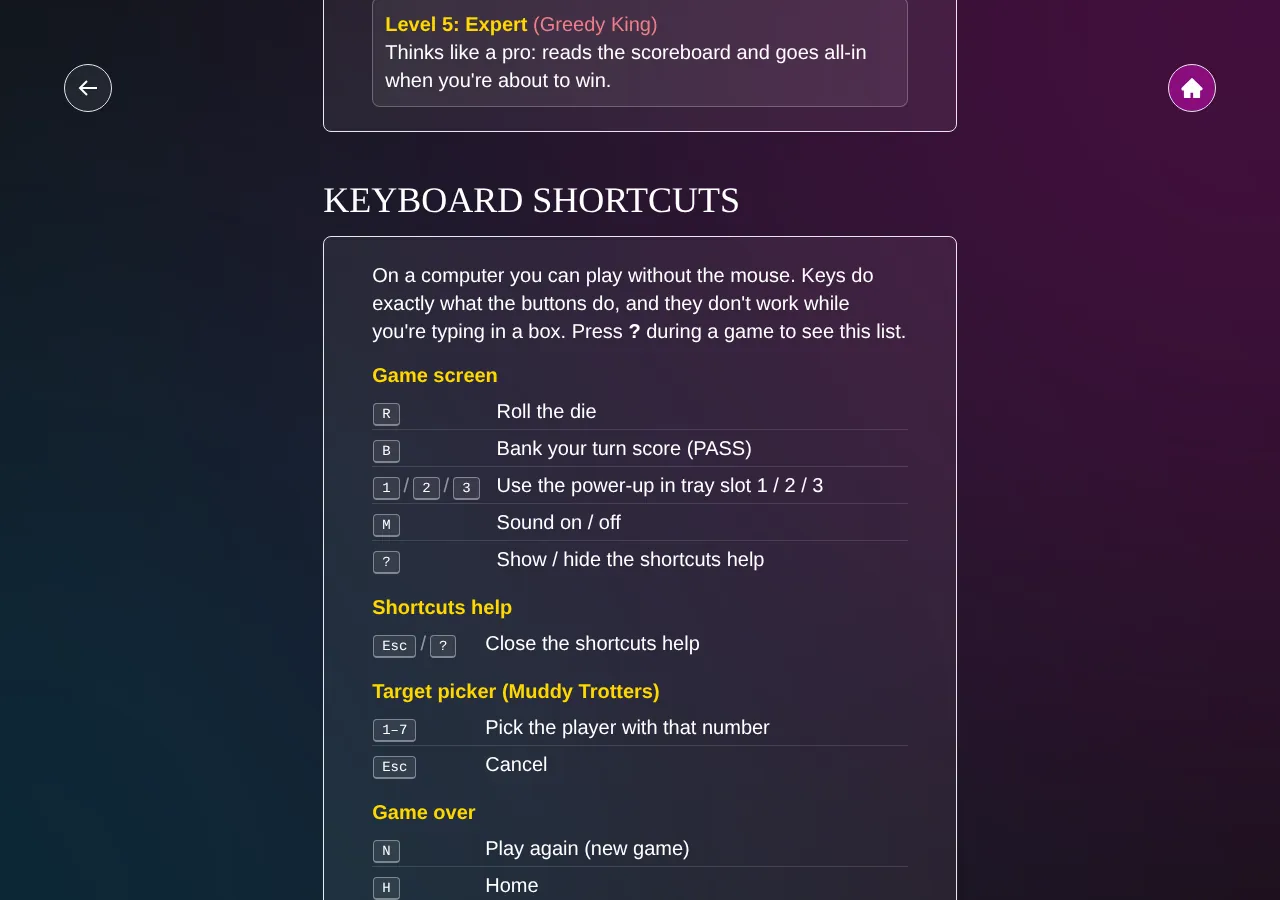 Level 5: Expert (Greedy King)
Thinks like a pro: reads the scoreboard and goes all-in
when you're about to win.
KEYBOARD SHORTCUTS
On a computer you can play without the mouse. Keys do
exactly what the buttons do, and they don't work while
you're typing in a box. Press ? during a game to see this list.
Game screen
R Roll the die
B Bank your turn score (PASS)
1 / 2 / 3 Use the power-up in tray slot 1 / 2 / 3
M Sound on / off
? Show / hide the shortcuts help
Shortcuts help
Esc / ? Close the shortcuts help
Target picker (Muddy Trotters)
1–7 Pick the player with that number
Esc Cancel
Game over
N Play again (new game)
H Home